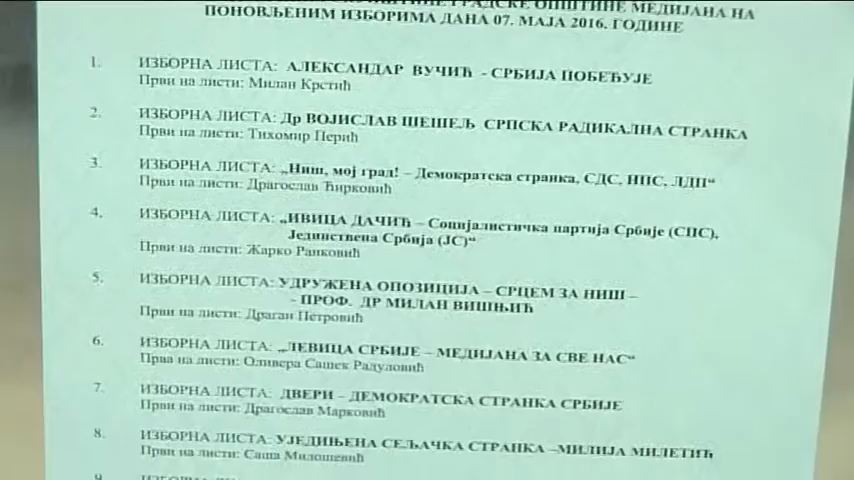 ГРАДСКЕ ОПШТИНЕ МЕДИЈАНА НА
ПОНОВЉЕНИМ ИЗБОРИМА ДАНА 07. МАЈА 2016. ГОДИНЕ
1. ИЗБОРНА ЛИСТА: АЛЕКСАНДАР ВУЧИЋ - СРБИЈА ПОБЕЂУЈЕ
Први на листи: Милан Крстић
2. ИЗБОРНА ЛИСТА: Др ВОЈИСЛАВ ШЕШЕЉ СРПСКА РАДИКАЛНА СТРАНКА
Први на листи: Тихомир Перић
3. ИЗБОРНА ЛИСТА: „Ниш, мој град! – Демократска странка, СДС, НПС, ЛДП“
Први на листи: Драгослав Ћирковић
4. ИЗБОРНА ЛИСТА: „ИВИЦА ДАЧИЋ – Социјалистичка партија Србије (СПС),
Јединствена Србија (ЈС)“
Први на листи: Жарко Ранковић
5. ИЗБОРНА ЛИСТА: УДРУЖЕНА ОПОЗИЦИЈА – СРЦЕМ ЗА НИШ –
- ПРОФ. ДР МИЛАН ВИШЊИЋ
Први на листи: Драган Петровић
6. ИЗБОРНА ЛИСТА: „ЛЕВИЦА СРБИЈЕ – МЕДИЈАНА ЗА СВЕ НАС“
Прва на листи: Оливера Сашек Радуловић
7. ИЗБОРНА ЛИСТА: ДВЕРИ – ДЕМОКРАТСКА СТРАНКА СРБИЈЕ
Први на листи: Драгослав Марковић
8. ИЗБОРНА ЛИСТА: УЈЕДИЊЕНА СЕЉАЧКА СТРАНКА –МИЛИЈА МИЛЕТИЋ
Први на листи: Саша Милошевић
9. ИЗБОРНА